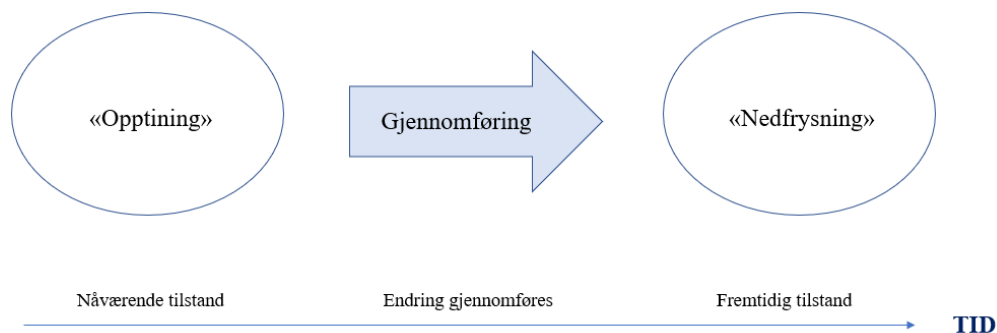 «Opptining»
Gjennomføring
«Nedfrysning»
Nåværende tilstand
Endring gjennomføres
Fremtidig tilstand
TID